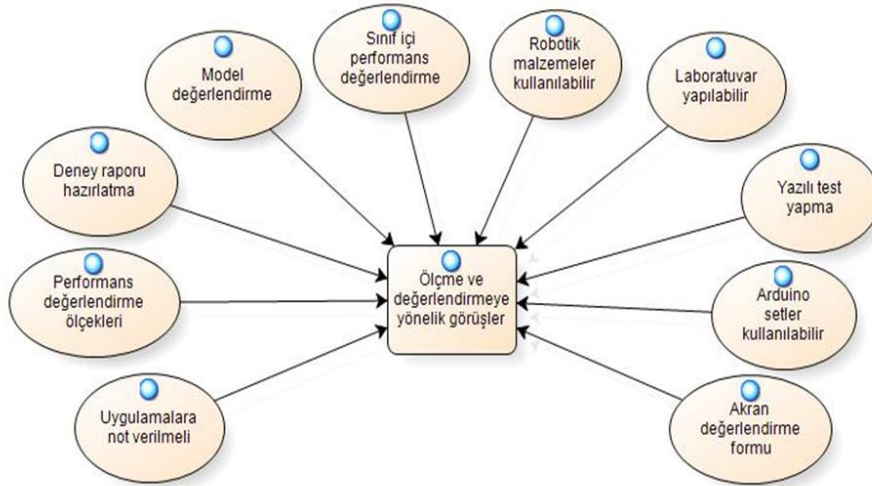 Sınıf içi
performans
değerlendirme
Robotik
malzemeler
kullanılabilir
Model
değerlendirme
Laboratuvar
yapılabilir
Deney raporu
hazırlatma
Yazılı test
yapma
Performans
değerlendirme
ölçekleri
Ölçme ve
değerlendirmeye
yönelik görüşler
Arduino
setler
kullanılabilir
Uygulamalara
not verilmeli
Akran
değerlendirme
formu